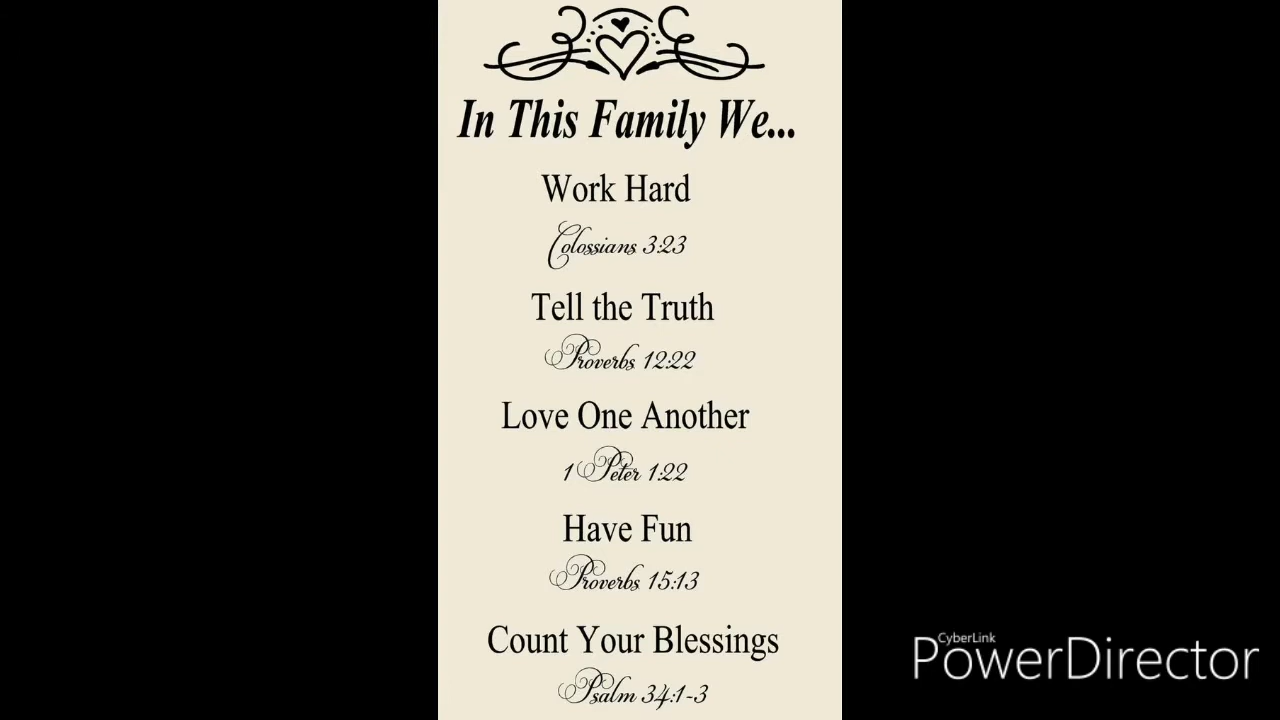 In This Family We...
Work Hard
Colossians 3:23
Tell the Truth
Proverbs 12:22
Love One Another
1 Peter 1:22
Have Fun
Proverbs 15:13
Count Your Blessings
Psalm 34:1-3
CyberLink
PowerDirector